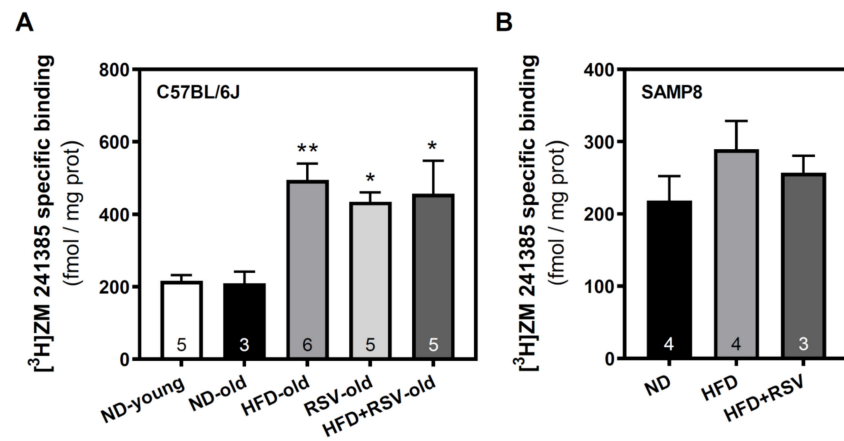 A
[³H]ZM 241385 specific binding
(fmol / mg prot)
800
600
400
200
0
C57BL/6J
**
*
*
5
3
6
5
5
ND-young
ND-old
HFD-old
RSV-old
HFD+RSV-old
B
[³H]ZM 241385 specific binding
(fmol / mg prot)
400
300
200
100
0
SAMP8
4
4
3
ND
HFD
HFD+RSV